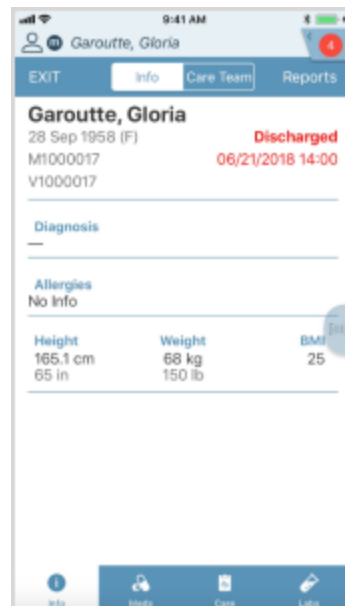 9:41 AM
Garoutte, Gloria
4
EXIT Info Care Team Reports
Garoutte, Gloria
28 Sep 1958 (F) Discharged
M1000017 06/21/2018 14:00
V1000017
Diagnosis
—
Allergies
No Info
Height Weight BMI
165.1 cm 68 kg 25
65 in 150 lb
Info Meds Care Labs